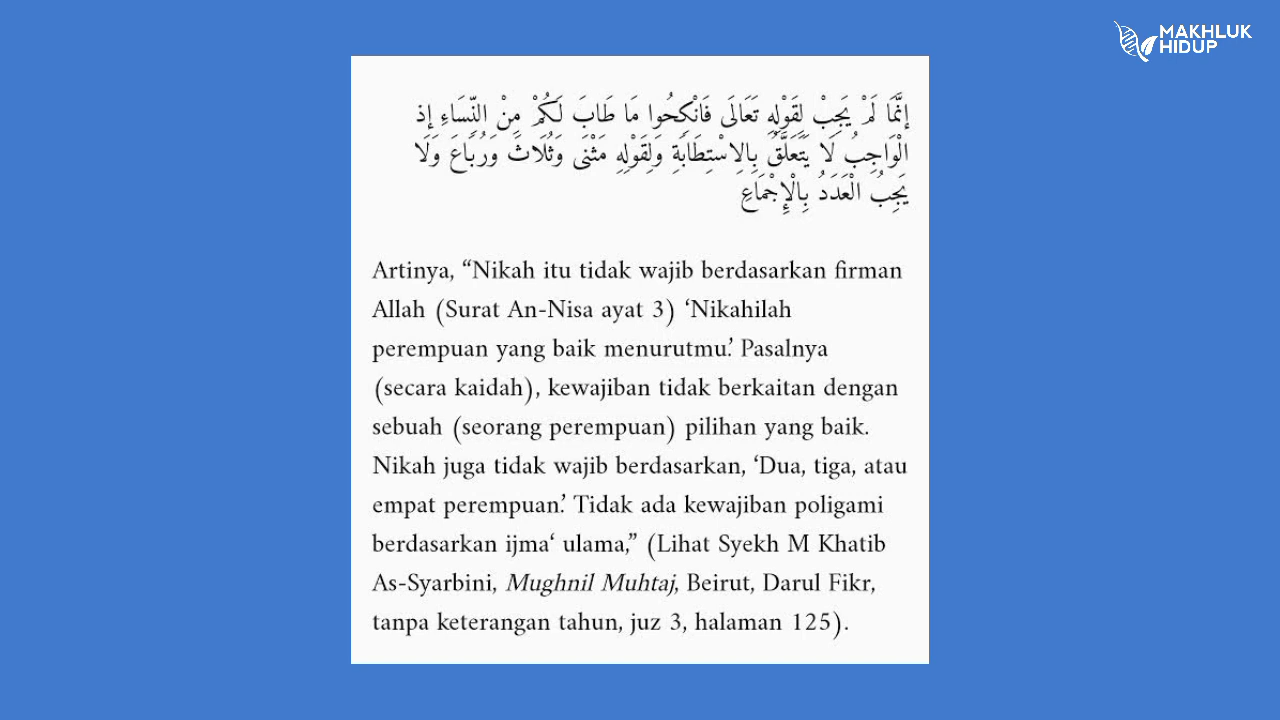 MAKHLUK
HIDUP
إِنَّمَا لَمْ يَجِبْ لِقَوْلِهِ تَعَالَى فَانْكِحُوا مَا طَابَ لَكُمْ مِنْ النِّسَاءِ إذ
الْوَاجِبُ لَا يَتَعَلَّقُ بِالِاسْتِطَابَةِ وَلِقَوْلِهِ مَثْنَى وَثُلَاثَ وَرُبَاعَ وَلَا
يَجِبُ الْعَدَدُ بِالْإِجْمَاعِ
Artinya, “Nikah itu tidak wajib berdasarkan firman
Allah (Surat An-Nisa ayat 3) ‘Nikahilah
perempuan yang baik menurutmu.’ Pasalnya
(secara kaidah), kewajiban tidak berkaitan dengan
sebuah (seorang perempuan) pilihan yang baik.
Nikah juga tidak wajib berdasarkan, ‘Dua, tiga, atau
empat perempuan.’ Tidak ada kewajiban poligami
berdasarkan ijma‘ ulama,” (Lihat Syekh M Khatib
As-Syarbini, Mughnil Muhtaj, Beirut, Darul Fikr,
tanpa keterangan tahun, juz 3, halaman 125).